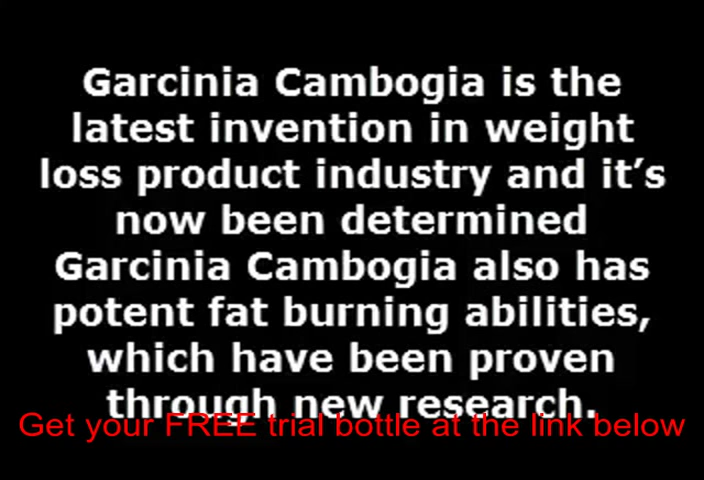 Garcinia Cambogia is the
latest invention in weight
loss product industry and it’s
now been determined
Garcinia Cambogia also has
potent fat burning abilities,
which have been proven
through new research.
Get your FREE trial bottle at the link below